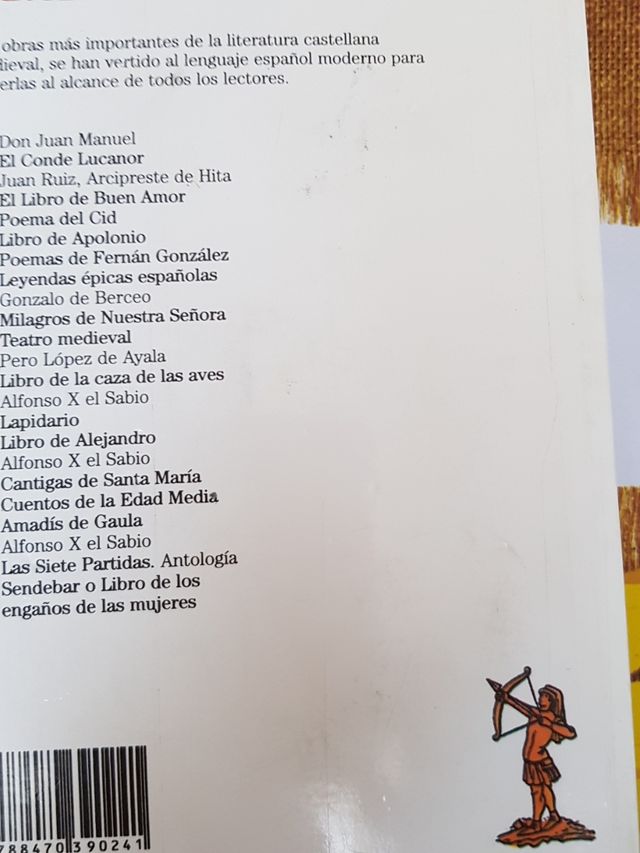 obras más importantes de la literatura castellana
dieval, se han vertido al lenguaje español moderno para
erlas al alcance de todos los lectores.
Don Juan Manuel
El Conde Lucanor
Juan Ruiz, Arcipreste de Hita
El Libro de Buen Amor
Poema del Cid
Libro de Apolonio
Poemas de Fernán González
Leyendas épicas españolas
Gonzalo de Berceo
Milagros de Nuestra Señora
Teatro medieval
Pero López de Ayala
Libro de la caza de las aves
Alfonso X el Sabio
Lapidario
Libro de Alejandro
Alfonso X el Sabio
Cantigas de Santa María
Cuentos de la Edad Media
Amadís de Gaula
Alfonso X el Sabio
Las Siete Partidas. Antología
Sendebar o Libro de los
engaños de las mujeres
788470 390241